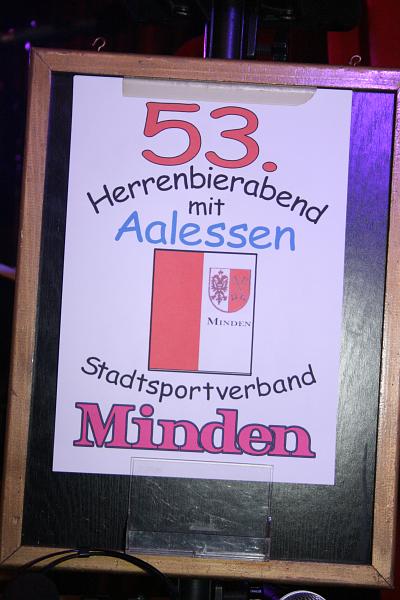 53.
Herrenbierabend
mit
Aalessen
MINDEN
Stadtsportverband
Minden